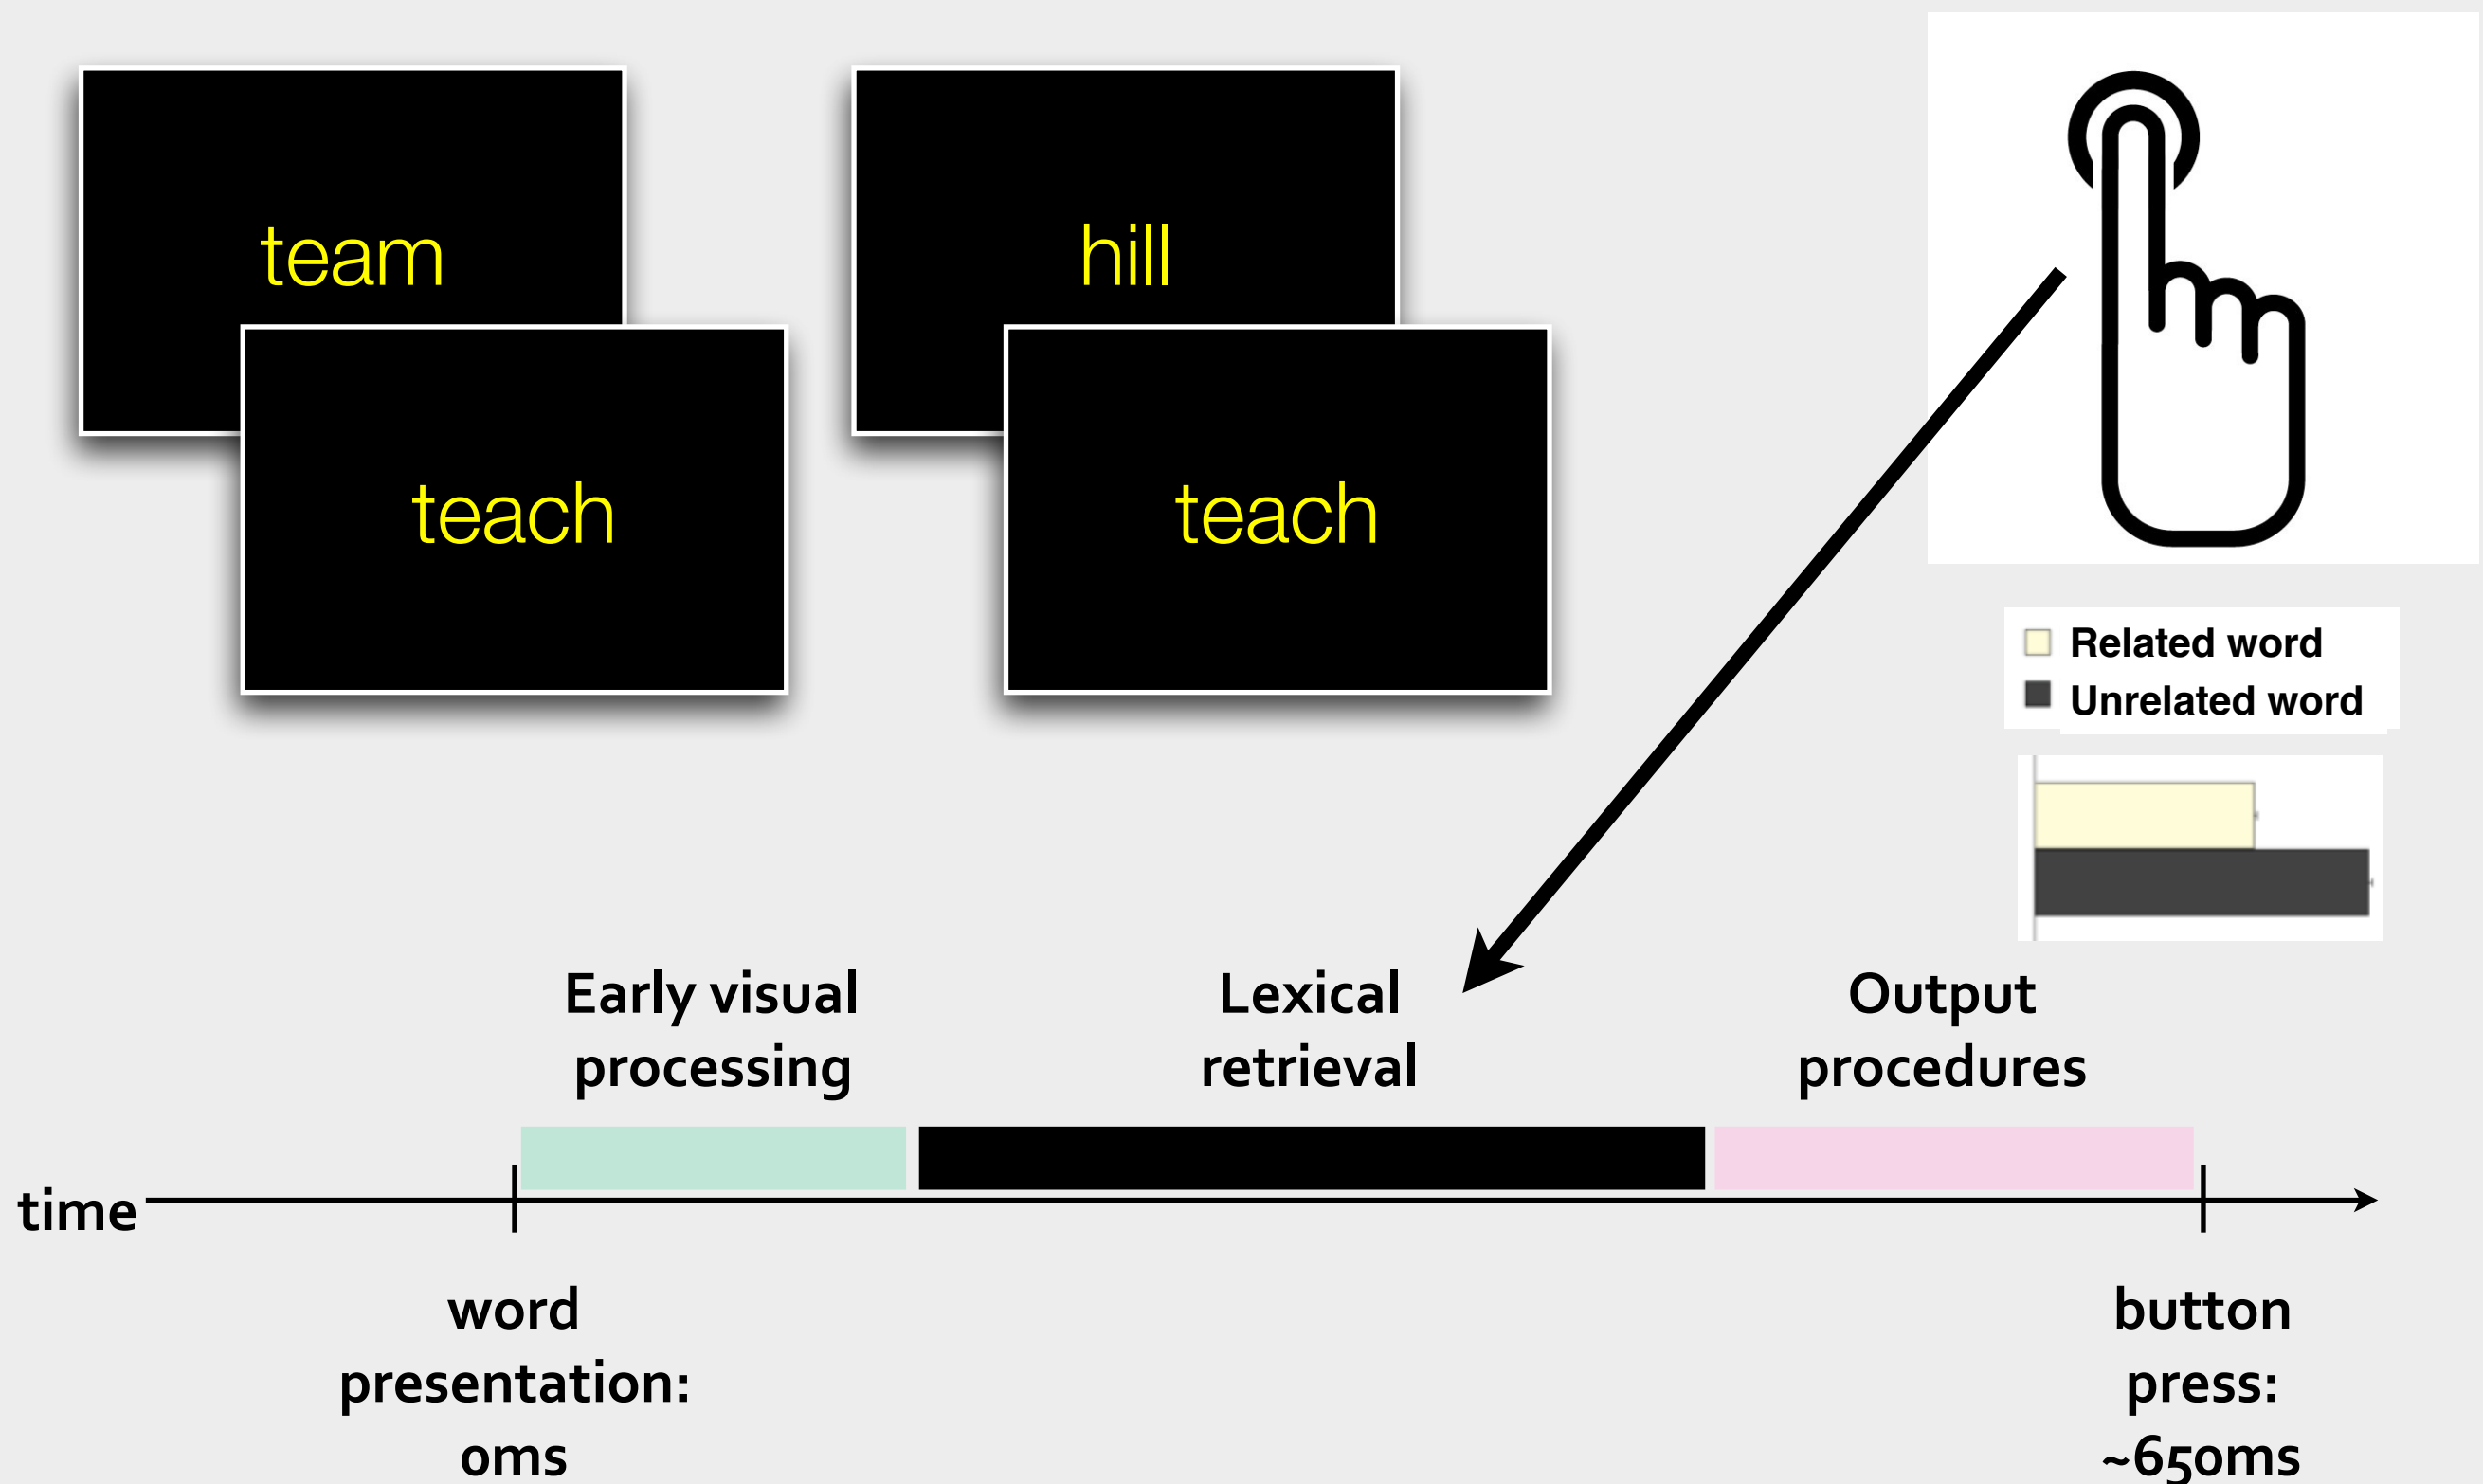 team
teach
hill
teach
Related word
Unrelated word
Early visual
processing
Lexical
retrieval
Output
procedures
time
word
presentation:
0ms
button
press:
~650ms